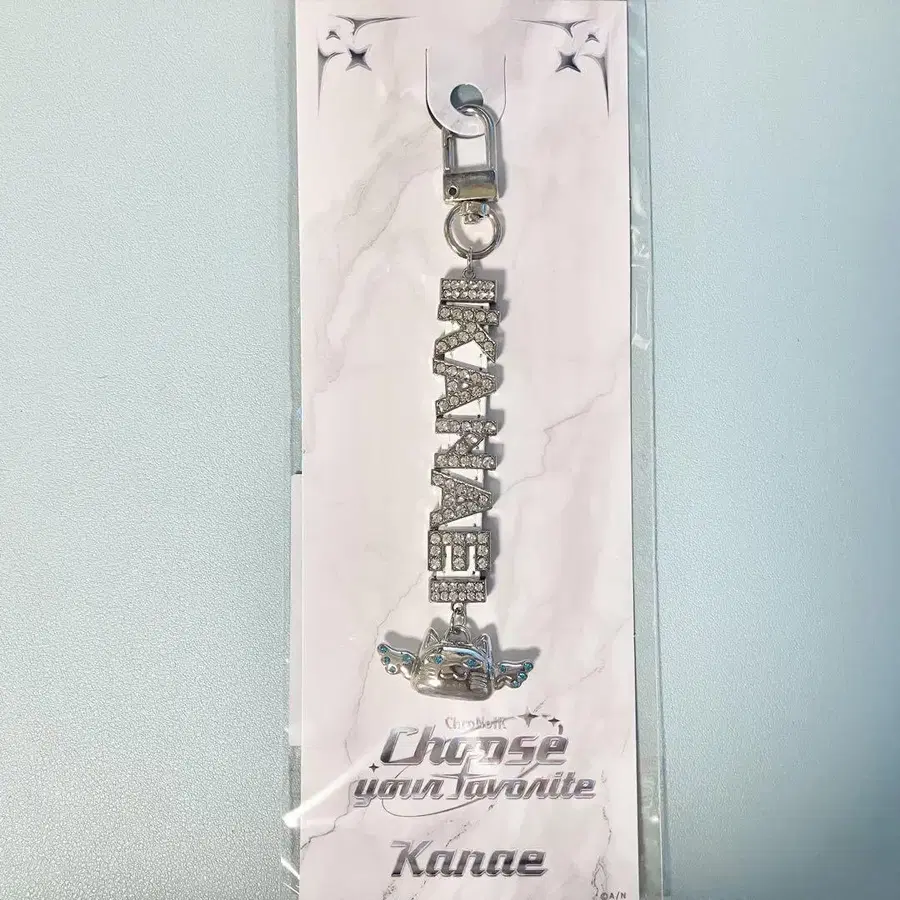 KANAE
ChroNoiR
Choose
your favorite
Kanae
©A/N